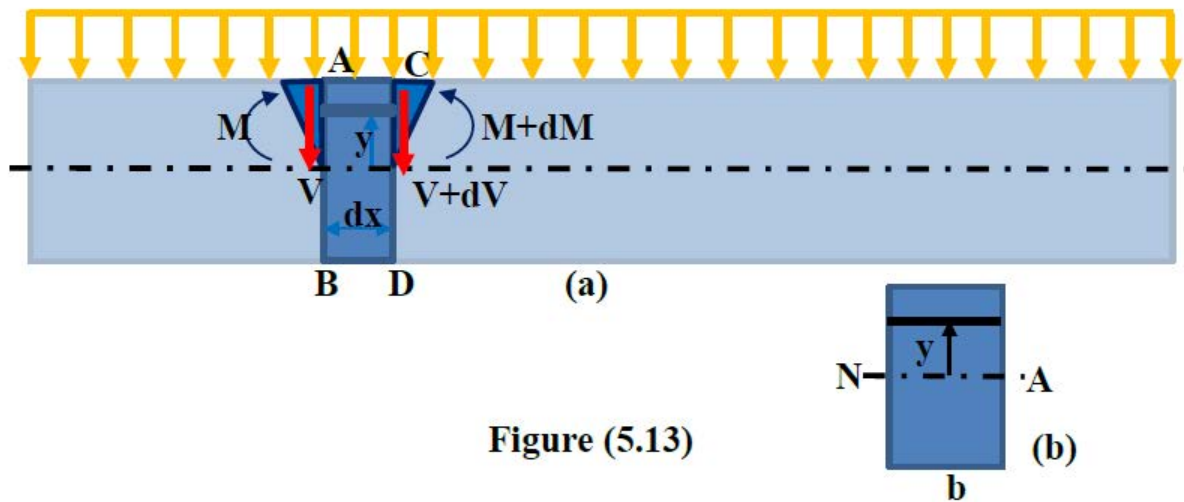 A C
M M+dM
y
V V+dV
dx
B D (a)
y
N A
Figure (5.13) (b)
b